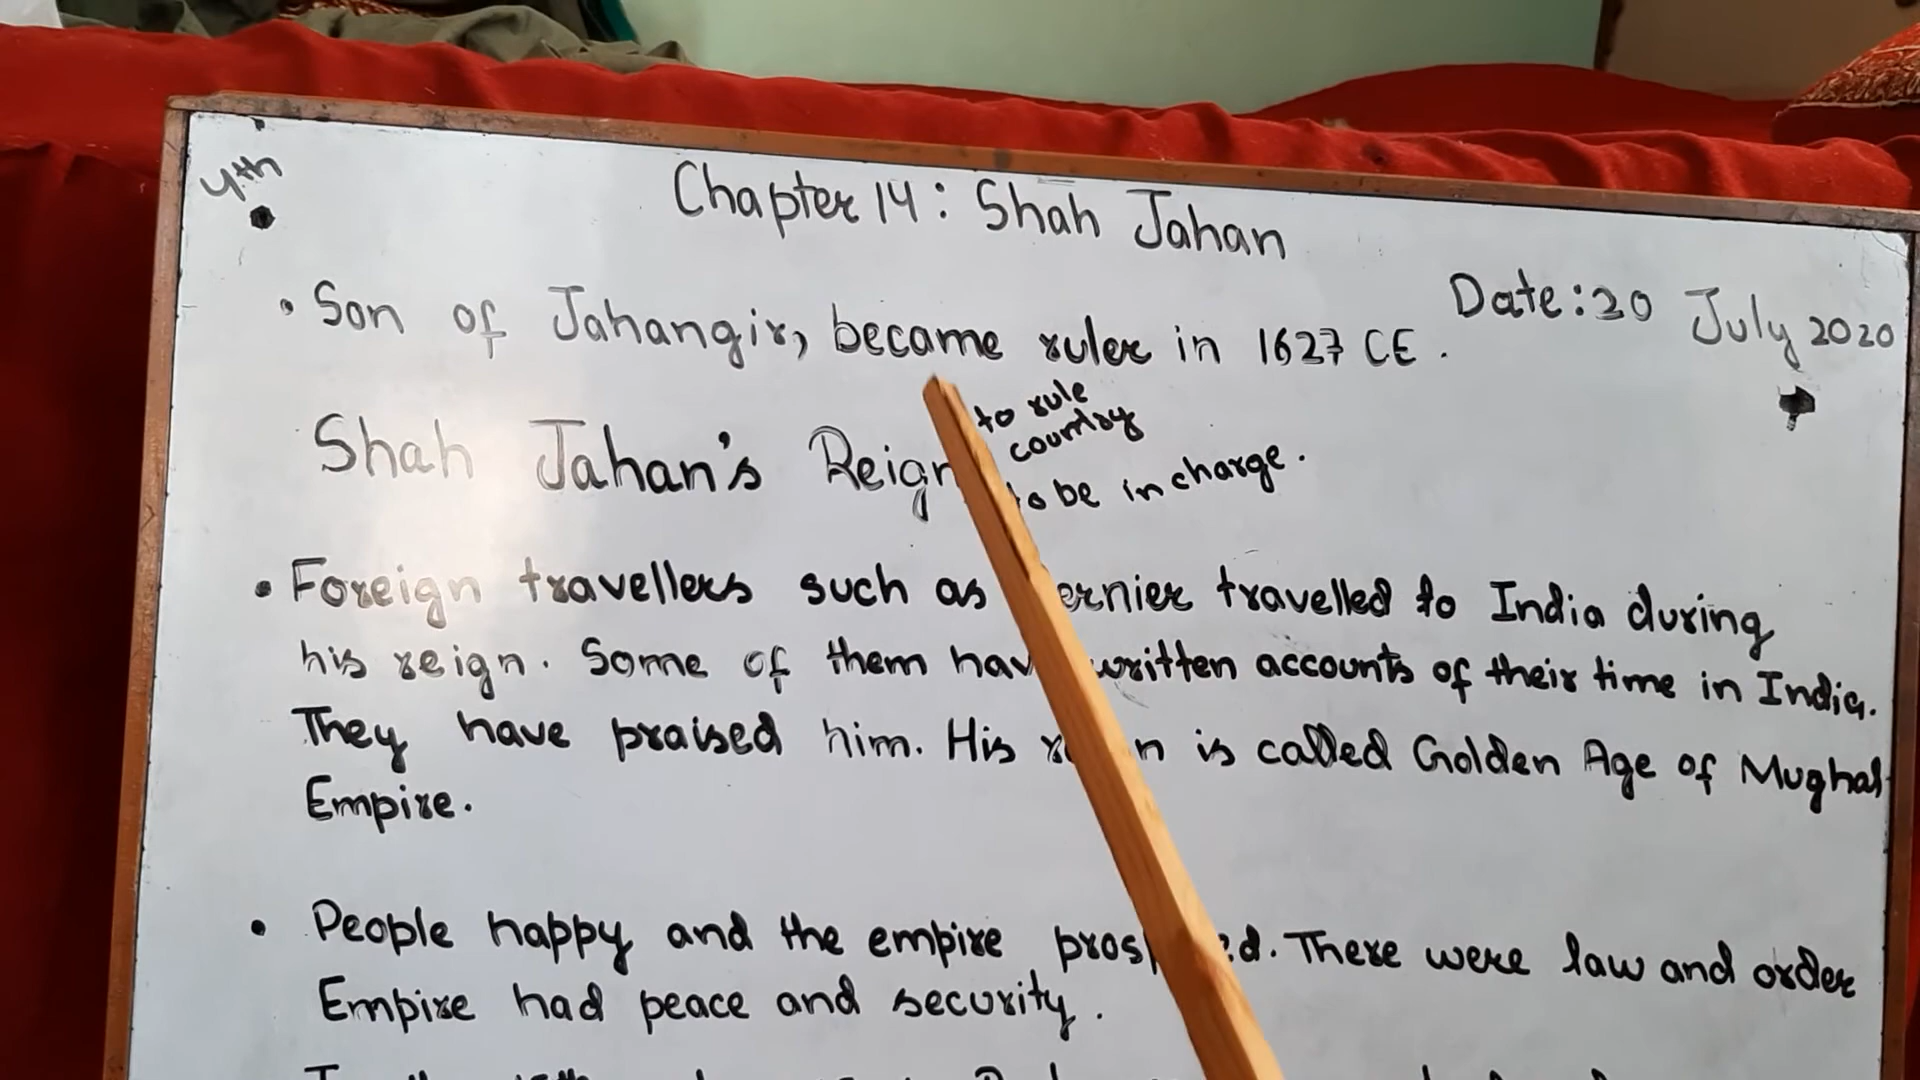 4th
Chapter 14: Shah Jahan
Date: 20 July 2020
• Son of Jahangir, became ruler in 1627 CE.
to rule
country
Shah Jahan's Reign
to be in charge.
• Foreign travellers such as travelled to India during
his reign. Some of them have written accounts of their time in India.
They have praised him. His is called Golden Age of Mughal
Empire.
• People happy and the empire. There were law and order
Empire had peace and security.